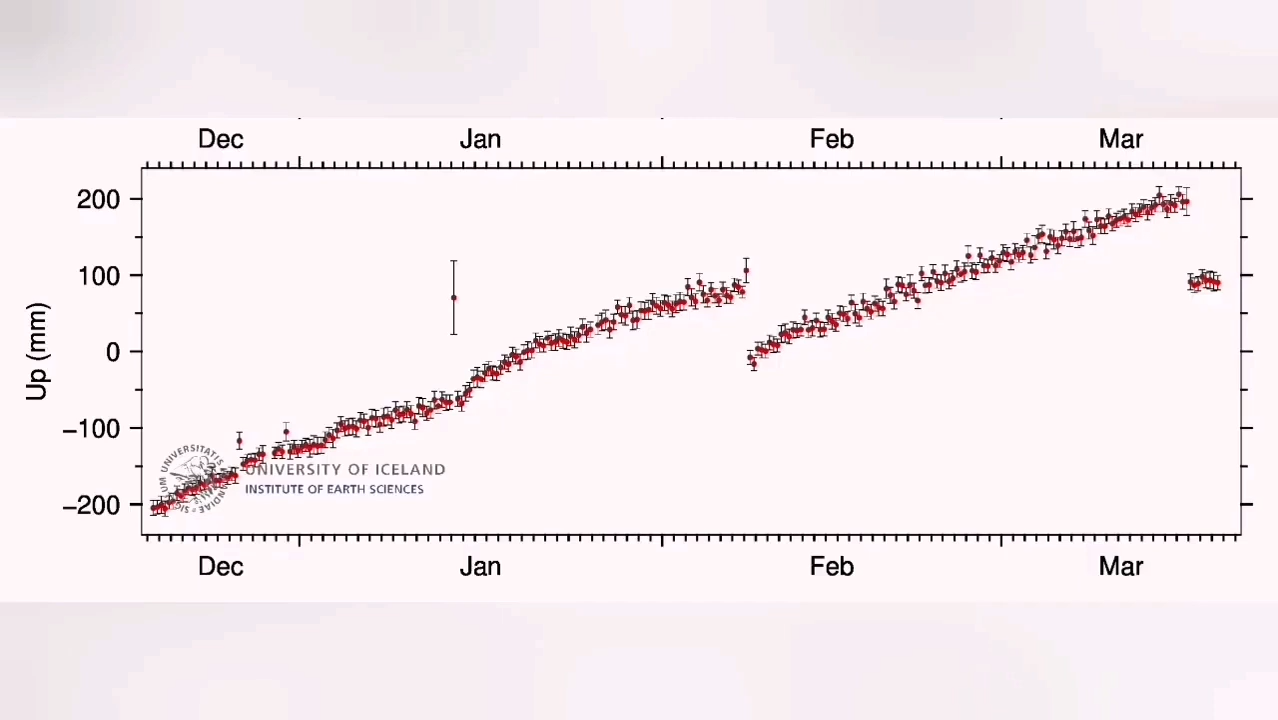 Dec Jan Feb Mar
200
100
0
−100
−200
Up (mm)
UNIVERSITY OF ICELAND
INSTITUTE OF EARTH SCIENCES
Dec Jan Feb Mar